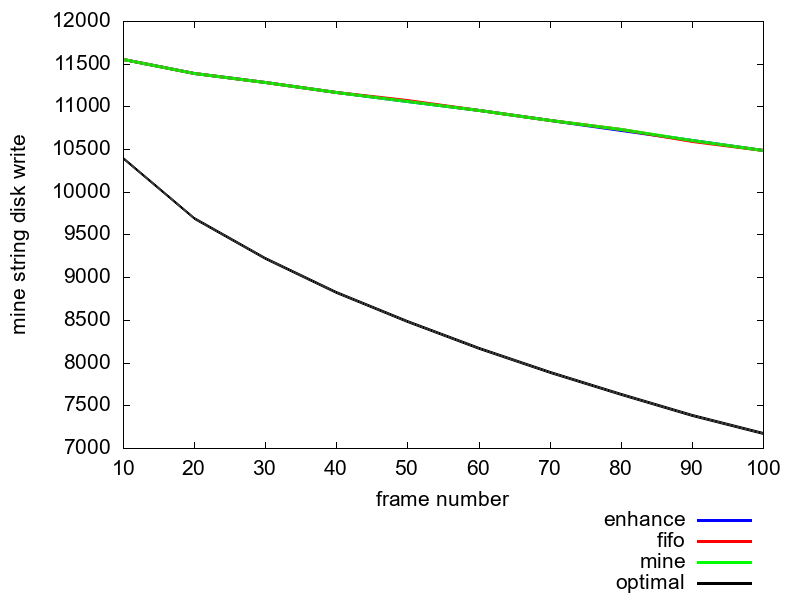 12000
11500
11000
10500
10000
9500
9000
8500
8000
7500
7000
mine string disk write
10 20 30 40 50 60 70 80 90 100
frame number
enhance
fifo
mine
optimal